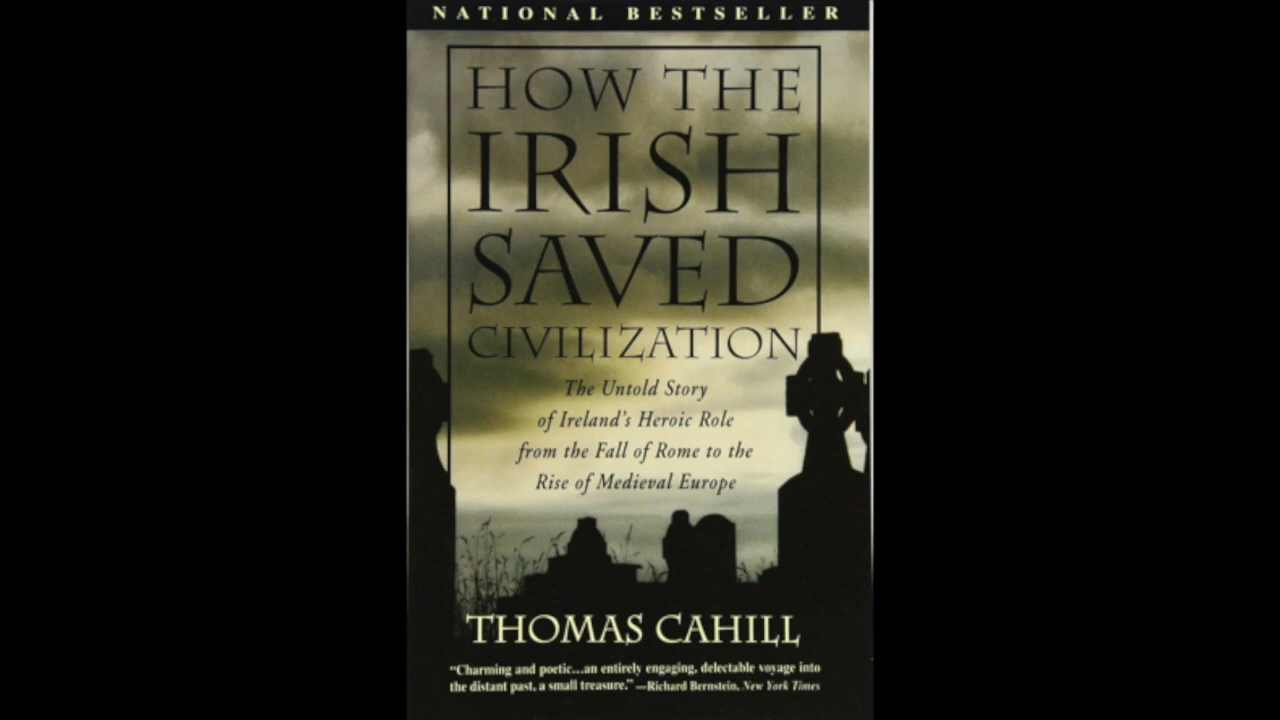 NATIONAL BESTSELLER
HOW THE
IRISH
SAVED
CIVILIZATION
The Untold Story
of Ireland's Heroic Role
from the Fall of Rome to the
Rise of Medieval Europe
THOMAS CAHILL
“Charming and poetic...an entirely engaging, delectable voyage into
the distant past, a small treasure.” —Richard Bernstein, New York Times